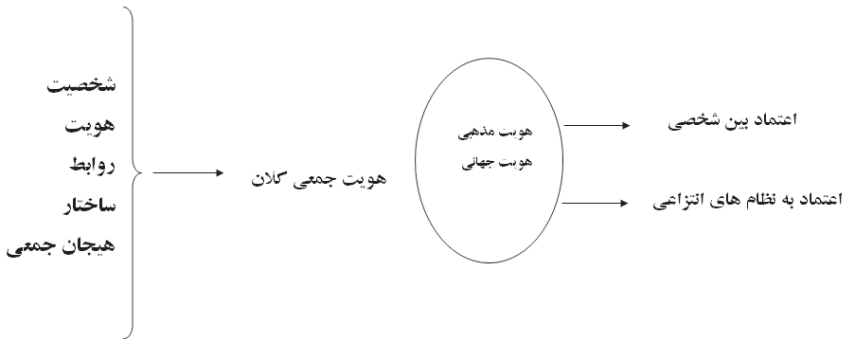 شخصیت
هویت
روابط
ساختار
هیجان جمعی
هویت جمعی کلان
هویت مذهبی
هویت جهانی
اعتماد بین شخصی
اعتماد به نظام های انتزاعی